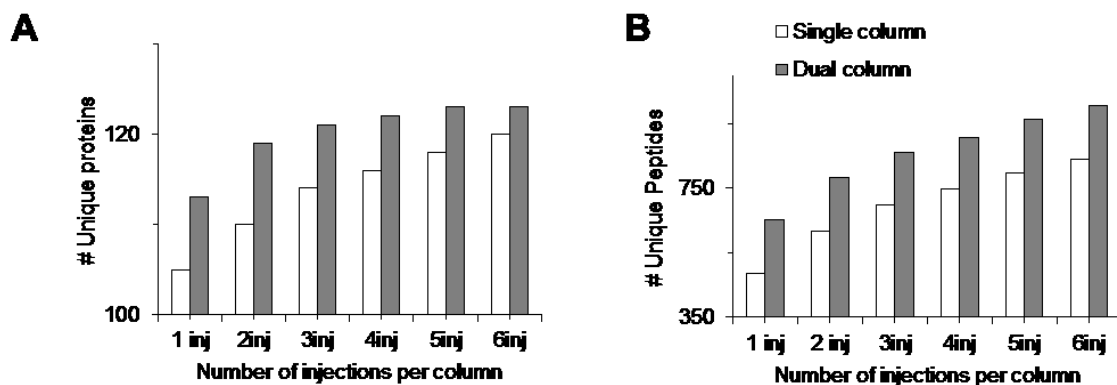 A
# Unique proteins
120
100
1 inj 2inj 3inj 4inj 5inj 6inj
Number of injections per column
B
Single column
Dual column
# Unique Peptides
750
350
1 inj 2 inj 3inj 4inj 5inj 6inj
Number of injections per column